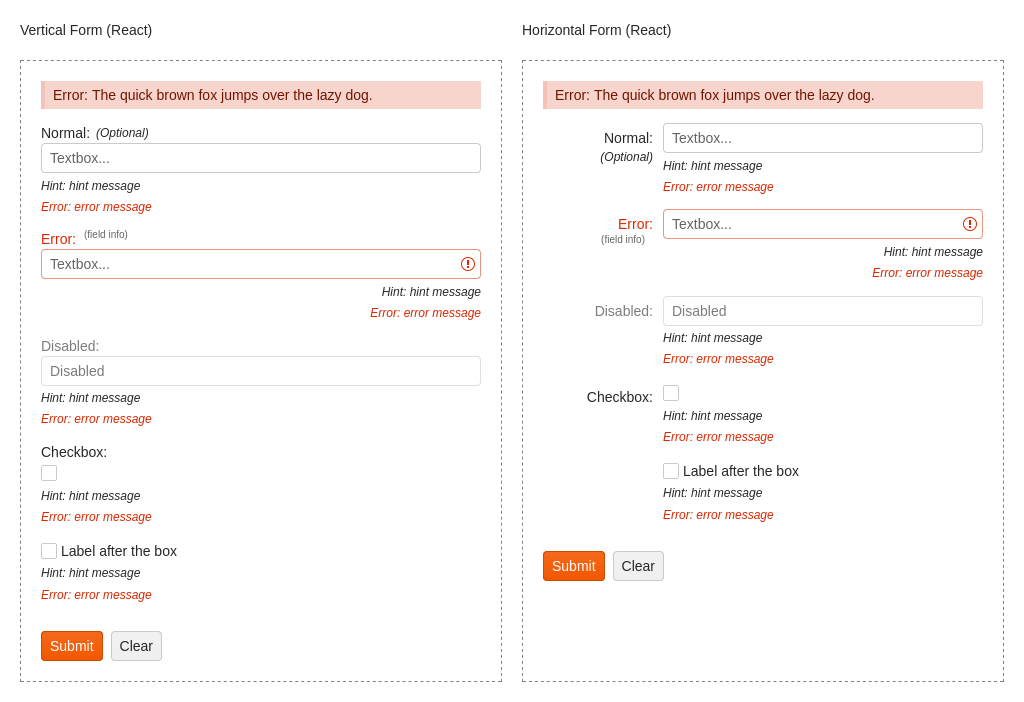 Vertical Form (React)
Error: The quick brown fox jumps over the lazy dog.
Normal: (Optional)
Textbox...
Hint: hint message
Error: error message
Error: (field info)
Textbox...
Hint: hint message
Error: error message
Disabled:
Disabled
Hint: hint message
Error: error message
Checkbox:
Hint: hint message
Error: error message
Label after the box
Hint: hint message
Error: error message
Submit Clear
Horizontal Form (React)
Error: The quick brown fox jumps over the lazy dog.
Normal: Textbox...
(Optional)
Hint: hint message
Error: error message
Error: Textbox...
(field info)
Hint: hint message
Error: error message
Disabled: Disabled
Hint: hint message
Error: error message
Checkbox:
Hint: hint message
Error: error message
Label after the box
Hint: hint message
Error: error message
Submit Clear